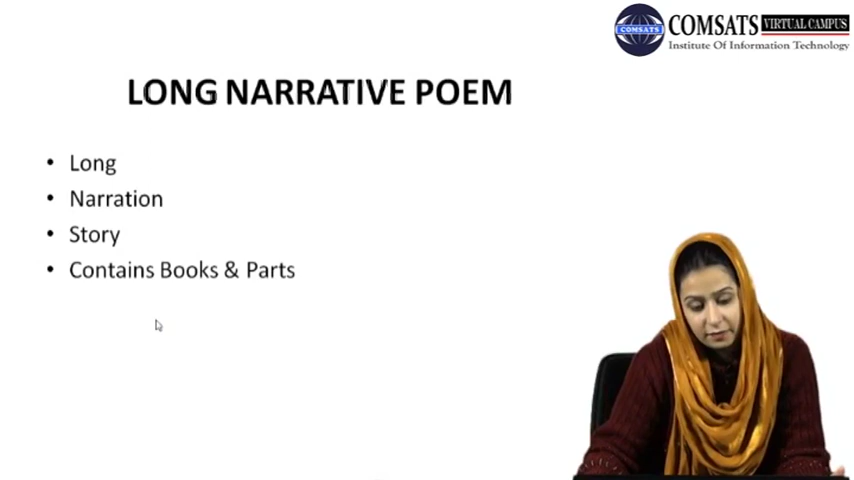 COMSATS VIRTUAL CAMPUS
COMSATS
Institute Of Information Technology
LONG NARRATIVE POEM
• Long
• Narration
• Story
• Contains Books & Parts